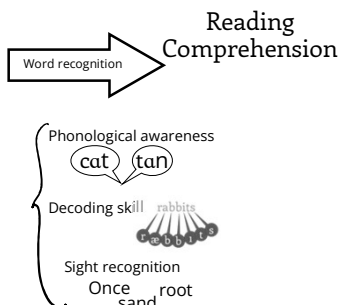 Reading
Comprehension
Word recognition
Phonological awareness
cat tan
Decoding skill rabbits
r æ b b i t s
Sight recognition
Once root
sand